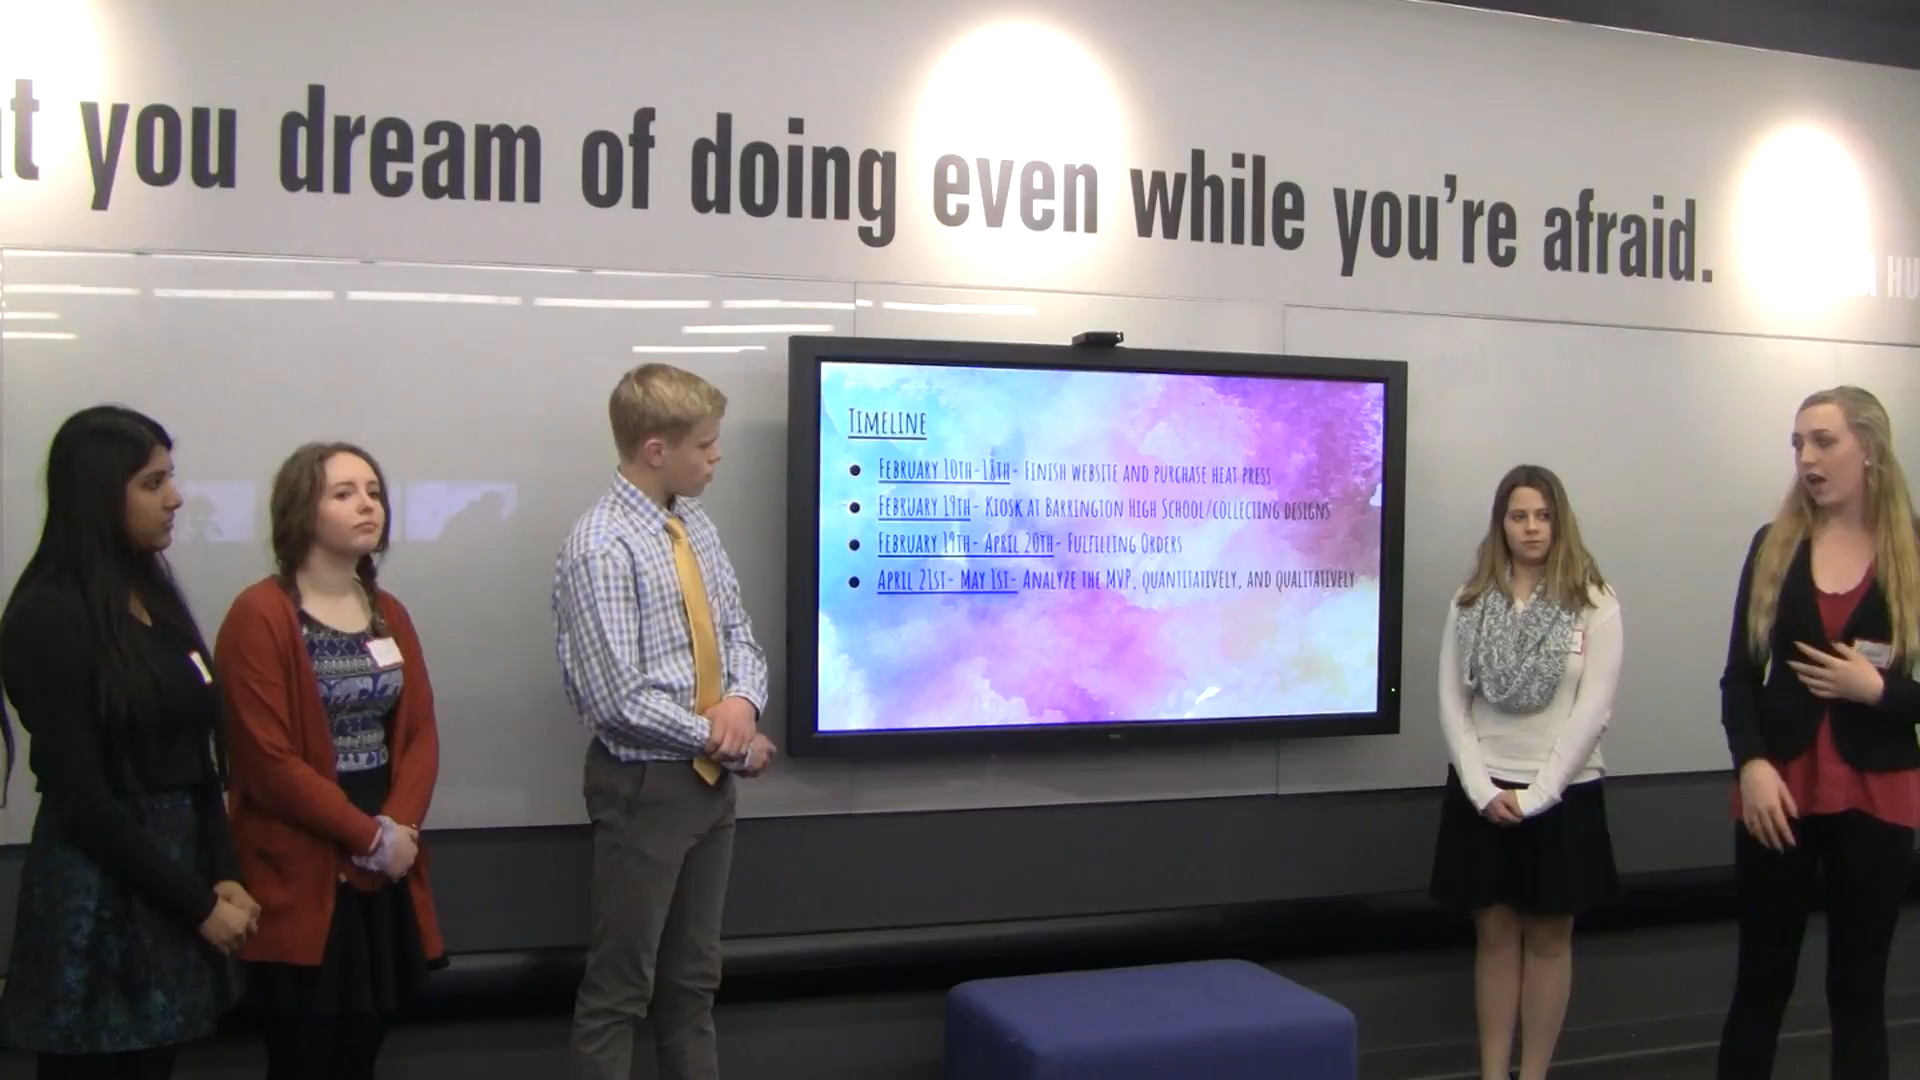 you dream of doing even while you're afraid.
HU
TIMELINE
FEBRUARY 10TH-18TH- FINISH WEBSITE AND PURCHASE HEAT PRESS
FEBRUARY 19TH- KIOSK AT BARRINGTON HIGH SCHOOL/COLLECTING DESIGNS
FEBRUARY 19TH- APRIL 20TH- FULFILLING ORDERS
APRIL 21ST- MAY 1ST- ANALYZE THE MVP, QUANTITATIVELY, AND QUALITATIVELY